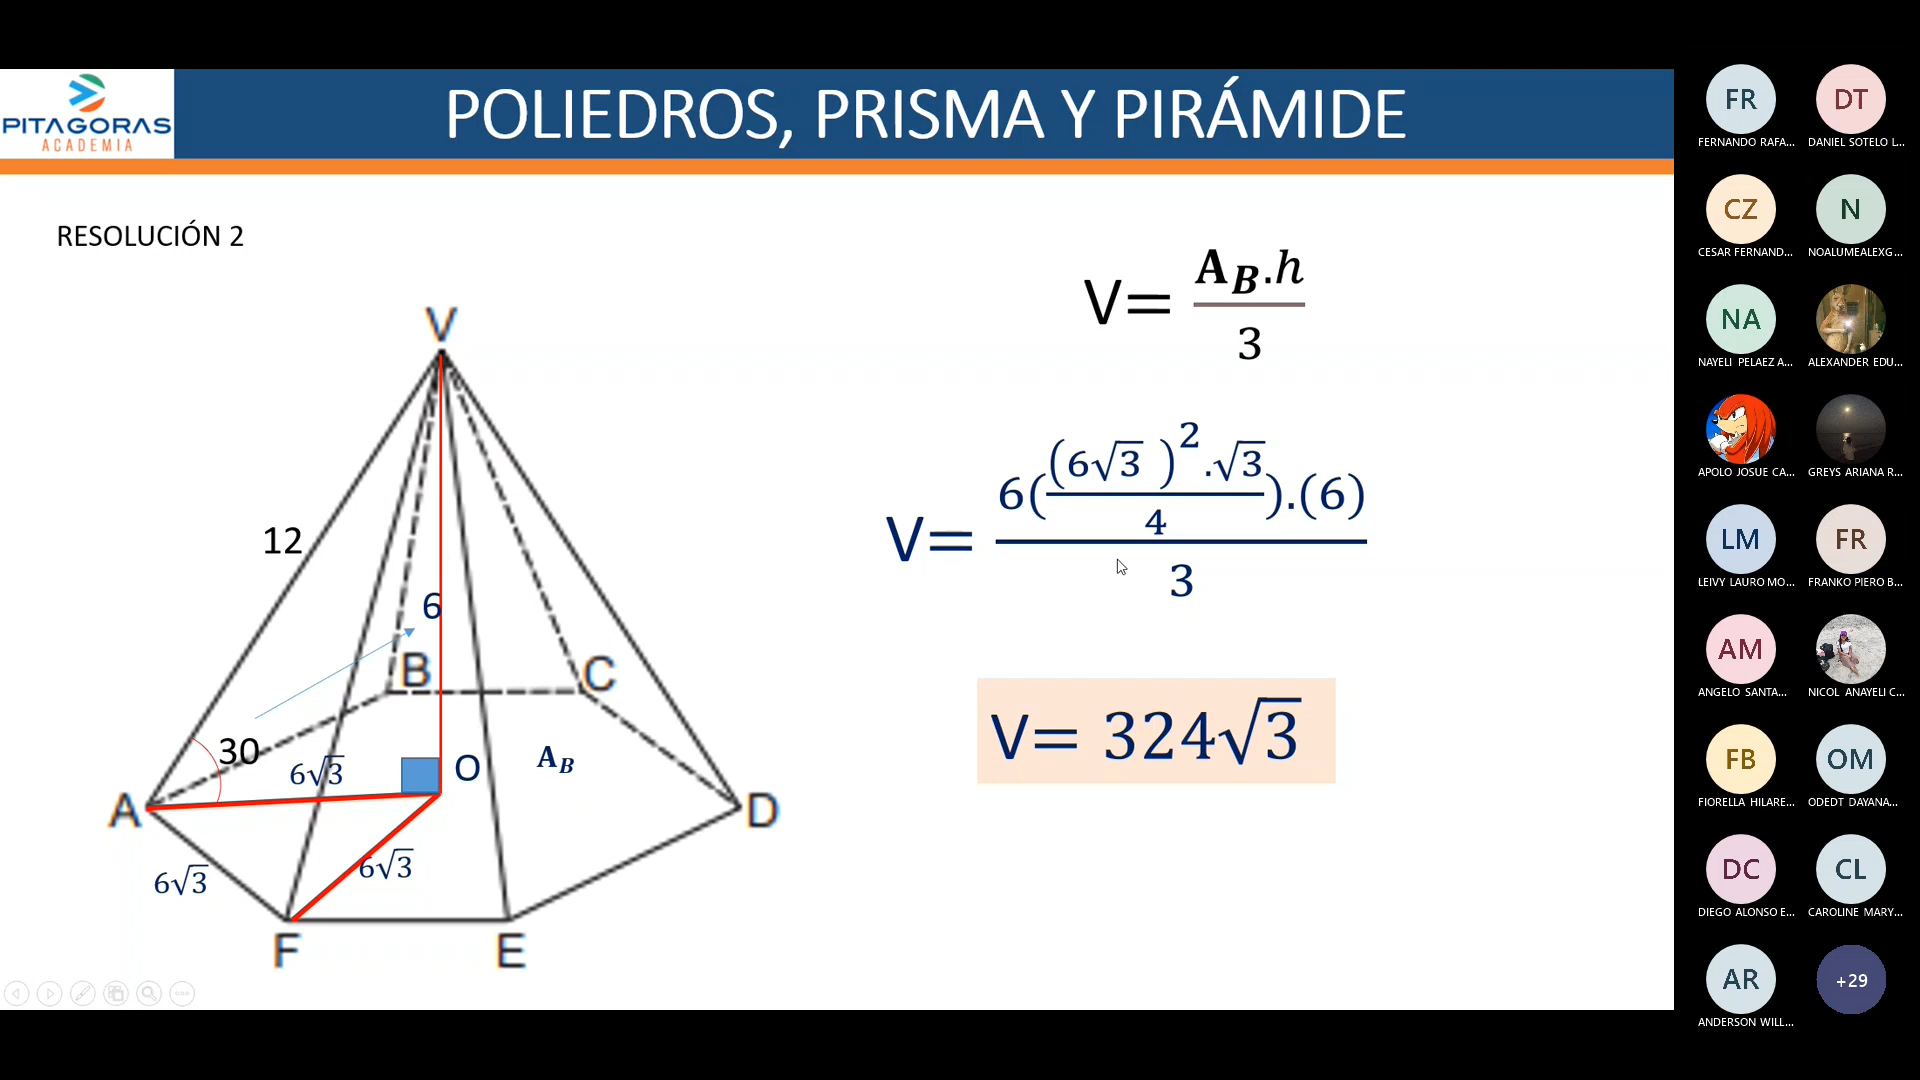 PITAGORAS
ACADEMIA
POLIEDROS, PRISMA Y PIRÁMIDE
RESOLUCIÓN 2
V
12
6
B
C
30
6√3
O
A_B
A
D
6√3
6√3
F
E
V= A_B.h / 3
V= 6((6√3 )^2.√3 / 4).(6) / 3
V= 324√3
FR
DT
FERNANDO RAFA...
DANIEL SOTELO L...
CZ
N
CESAR FERNAND...
NOALUMEALEXG...
NA
NAYELI PELAEZ A...
ALEXANDER EDU...
APOLO JOSUE CA...
GREYS ARIANA R...
LM
FR
LEIVY LAURO MO...
FRANKO PIERO B...
AM
ANGELO SANTA...
NICOL ANAYELI C...
FB
OM
FIORELLA HILARE...
ODEDT DAYANA...
DC
CL
DIEGO ALONSO E...
CAROLINE MARY...
AR
+29
ANDERSON WILL...